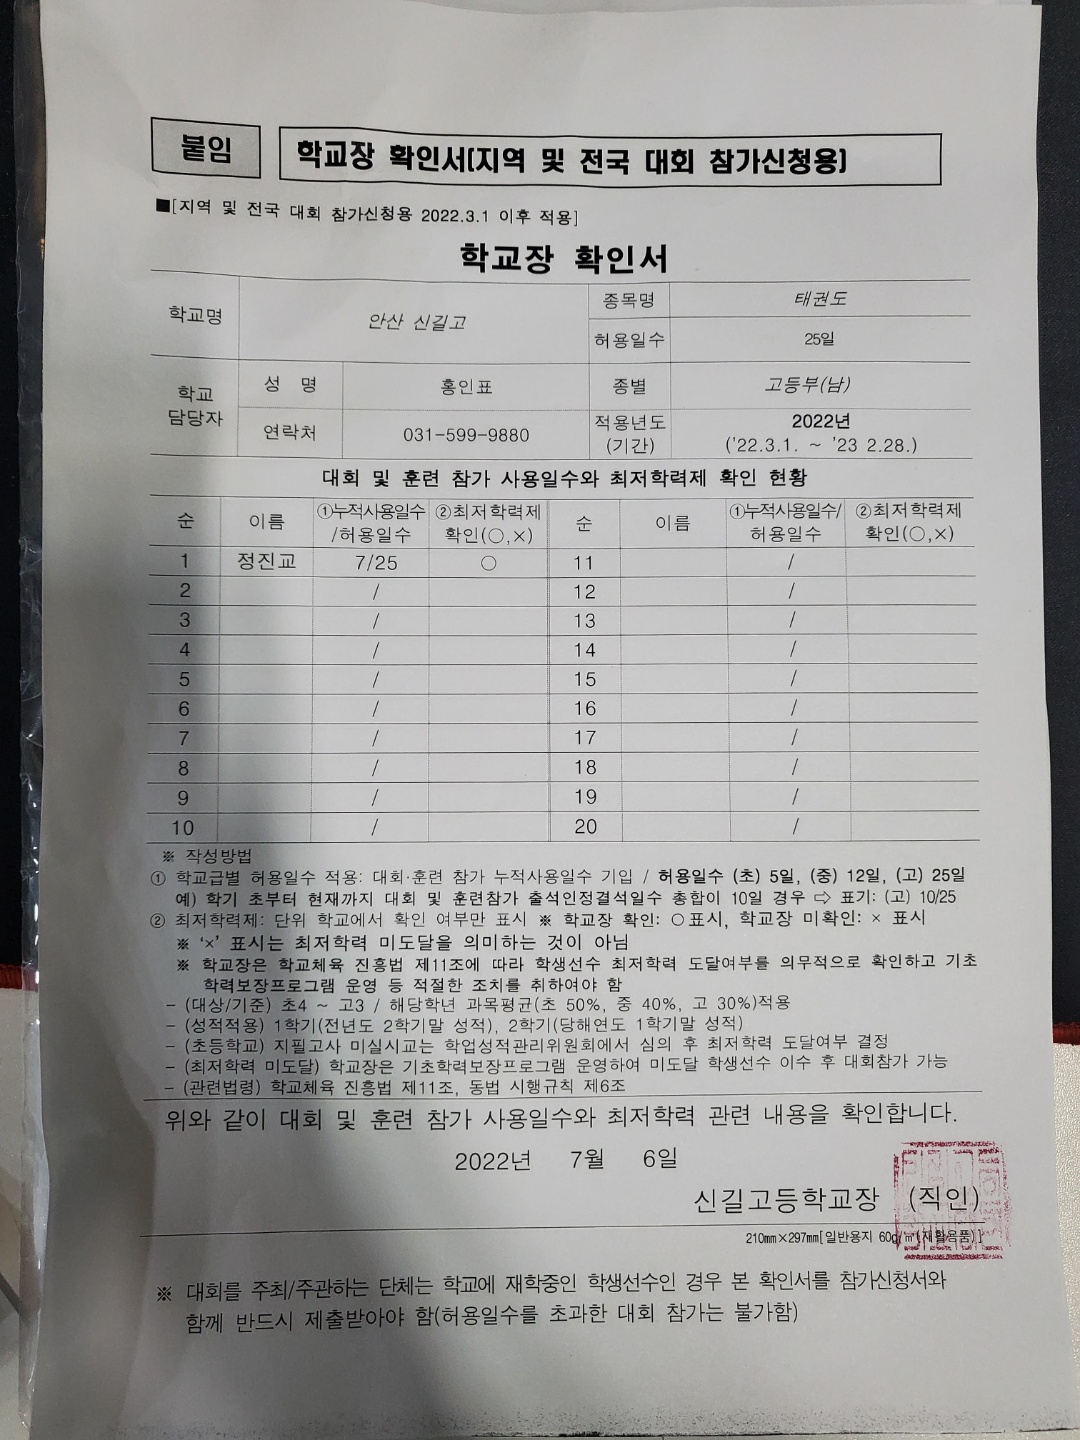 붙임
학교장 확인서[지역 및 전국 대회 참가신청용]
■[지역 및 전국 대회 참가신청용 2022.3.1 이후 적용]
학교장 확인서
학교명 안산 신길고 종목명 태권도
허용일수 25일
학교 담당자 성 명 홍인표 종별 고등부(남)
연락처 031-599-9880 적용년도 (기간) 2022년 ('22.3.1. ~ '23 2.28.)
대회 및 훈련 참가 사용일수와 최저학력제 확인 현황
순 이름 ①누적사용일수 /허용일수 ②최저학력제 확인(○,×) 순 이름 ①누적사용일수/ 허용일수 ②최저학력제 확인(○,×)
1 정진교 7/25 ○ 11 /
2 / 12 /
3 / 13 /
4 / 14 /
5 / 15 /
6 / 16 /
7 / 17 /
8 / 18 /
9 / 19 /
10 / 20 /
※ 작성방법
① 학교급별 허용일수 적용: 대회·훈련 참가 누적사용일수 기입 / 허용일수 (초) 5일, (중) 12일, (고) 25일
예) 학기 초부터 현재까지 대회 및 훈련참가 출석인정결석일수 총합이 10일 경우 ⇨ 표기: (고) 10/25
② 최저학력제: 단위 학교에서 확인 여부만 표시 ※ 학교장 확인: ○표시, 학교장 미확인: × 표시
※ '×' 표시는 최저학력 미도달을 의미하는 것이 아님
※ 학교장은 학교체육 진흥법 제11조에 따라 학생선수 최저학력 도달여부를 의무적으로 확인하고 기초
학력보장프로그램 운영 등 적절한 조치를 취하여야 함
- (대상/기준) 초4 ~ 고3 / 해당학년 과목평균(초 50%, 중 40%, 고 30%)적용
- (성적적용) 1학기(전년도 2학기말 성적), 2학기(당해연도 1학기말 성적)
- (초등학교) 지필고사 미실시교는 학업성적관리위원회에서 심의 후 최저학력 도달여부 결정
- (최저학력 미도달) 학교장은 기초학력보장프로그램 운영하여 미도달 학생선수 이수 후 대회참가 가능
- (관련법령) 학교체육 진흥법 제11조, 동법 시행규칙 제6조
위와 같이 대회 및 훈련 참가 사용일수와 최저학력 관련 내용을 확인합니다.
2022년 7월 6일
신길고등학교장 (직인)
210㎜×297㎜[일반용지 60g/㎡(재활용품)]
※ 대회를 주최/주관하는 단체는 학교에 재학중인 학생선수인 경우 본 확인서를 참가신청서와
함께 반드시 제출받아야 함(허용일수를 초과한 대회 참가는 불가함)